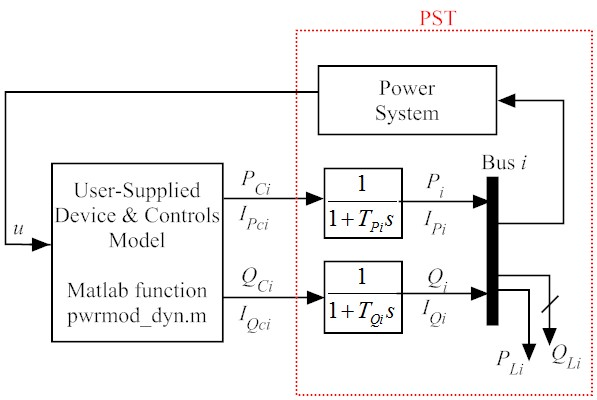 PST
Power
System
Bus i
User-Supplied
Device & Controls
Model
Matlab function
pwrmod_dyn.m
u
P_Ci
I_Pci
1
1+T_Pi s
P_i
I_Pi
Q_Ci
I_Qci
1
1+T_Qi s
Q_i
I_Qi
P_Li
Q_Li